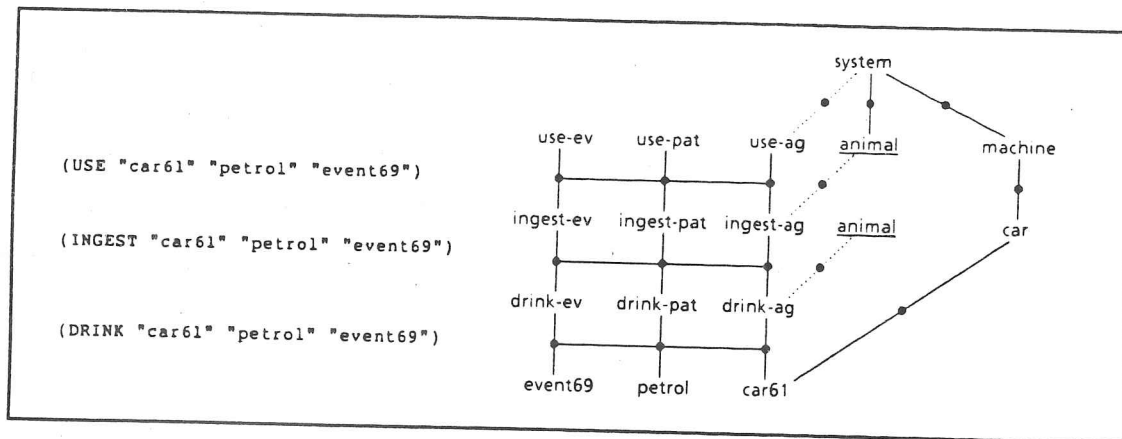 system
use-ev use-pat use-ag animal machine
(USE "car61" "petrol" "event69")
ingest-ev ingest-pat ingest-ag animal car
(INGEST "car61" "petrol" "event69")
drink-ev drink-pat drink-ag
(DRINK "car61" "petrol" "event69")
event69 petrol car61